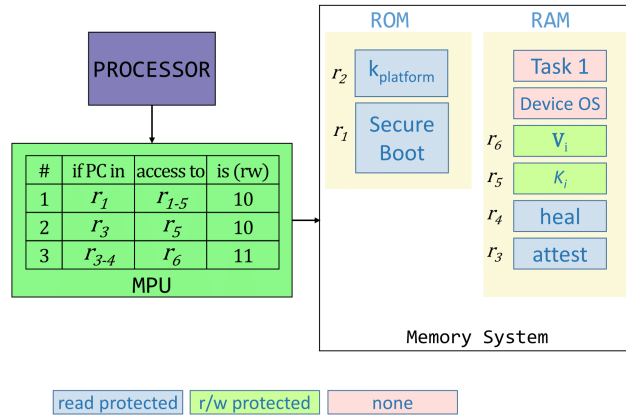 PROCESSOR
# if PC in access to is (rw)
1 r1 r1-5 10
2 r3 r5 10
3 r3-4 r6 11
MPU
ROM
r2 kplatform
r1 Secure
Boot
RAM
Task 1
Device OS
r6 Vi
r5 Ki
r4 heal
r3 attest
Memory System
read protected r/w protected none